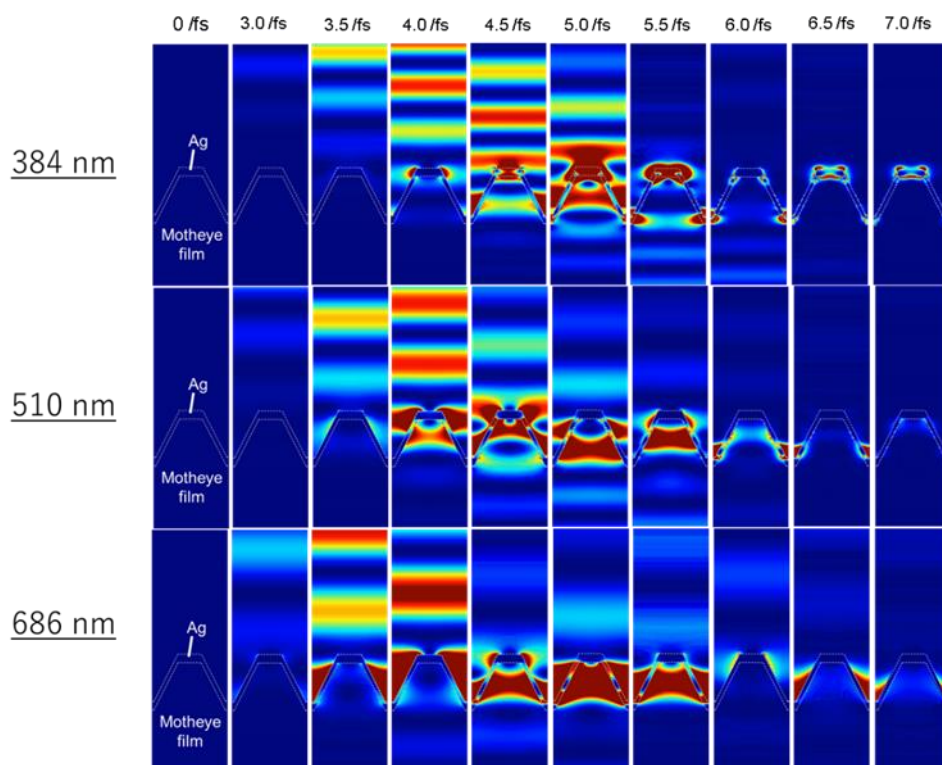 0 /fs 3.0 /fs 3.5 /fs 4.0 /fs 4.5 /fs 5.0 /fs 5.5 /fs 6.0 /fs 6.5 /fs 7.0 /fs
384 nm
Ag
Motheye
film
510 nm
Ag
Motheye
film
686 nm
Ag
Motheye
film